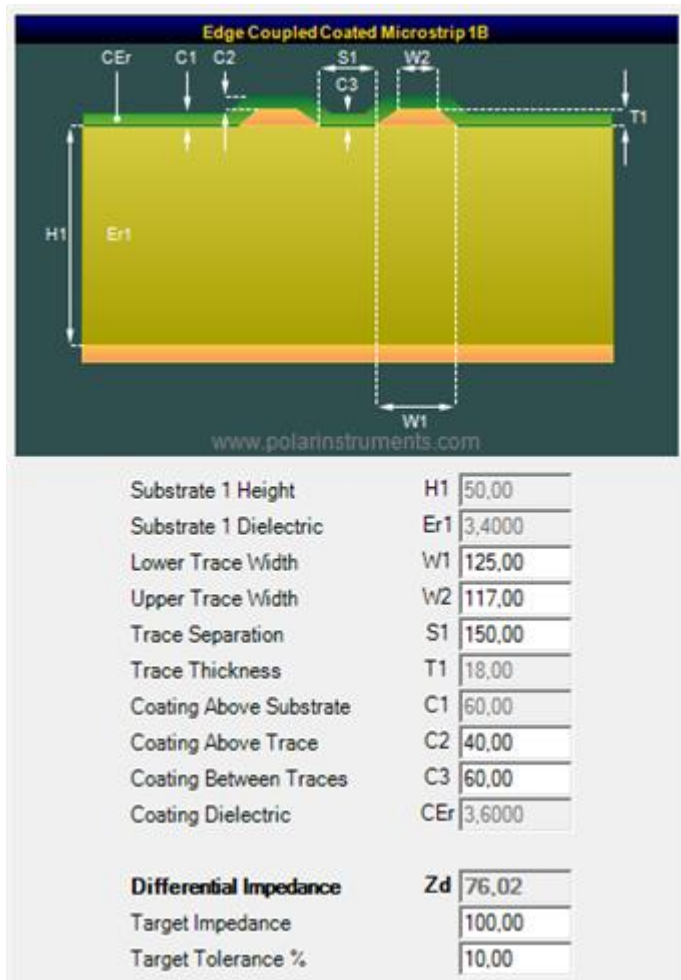 Edge Coupled Coated Microstrip 1B
CEr C1 C2 S1 W2
C3
T1
H1 Er1
W1
www.polarinstruments.com
Substrate 1 Height H1 50,00
Substrate 1 Dielectric Er1 3,4000
Lower Trace Width W1 125,00
Upper Trace Width W2 117,00
Trace Separation S1 150,00
Trace Thickness T1 18,00
Coating Above Substrate C1 60,00
Coating Above Trace C2 40,00
Coating Between Traces C3 60,00
Coating Dielectric CEr 3,6000
Differential Impedance Zd 76,02
Target Impedance 100,00
Target Tolerance % 10,00